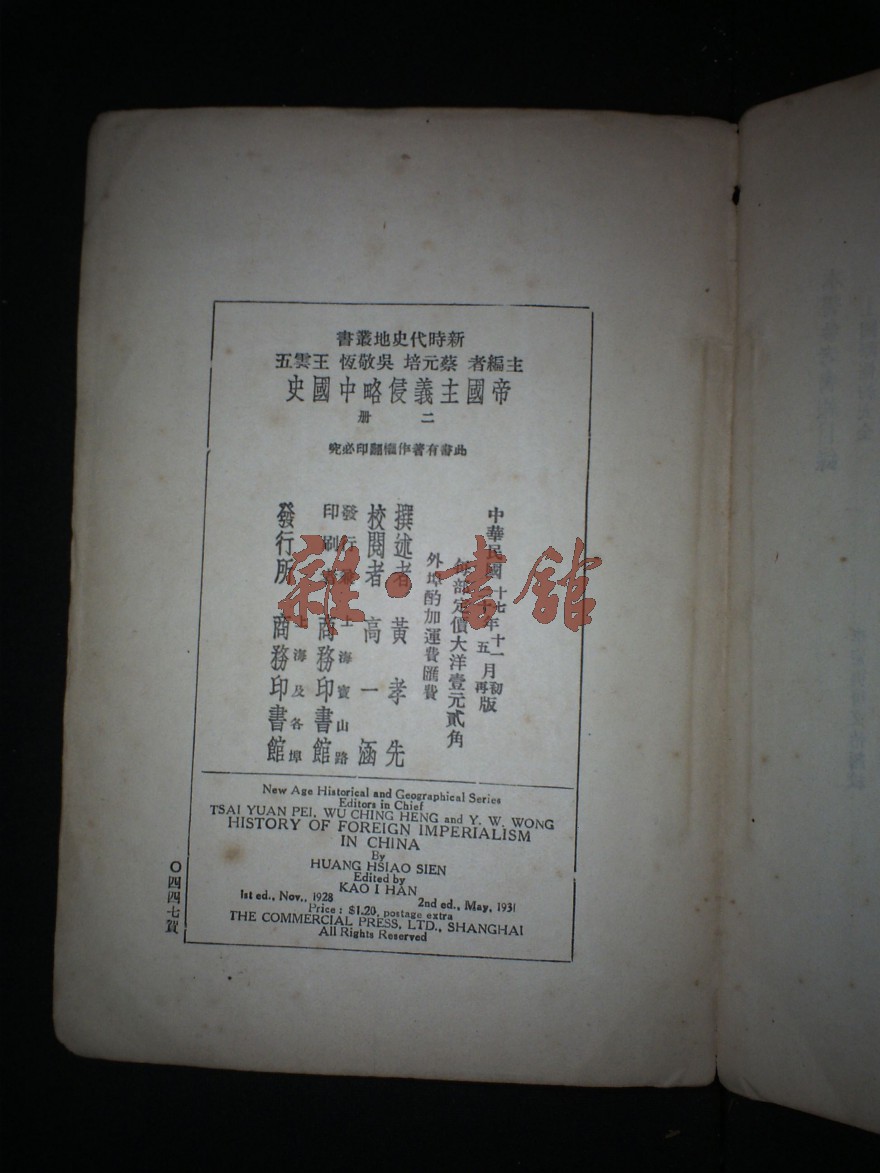 新時代史地叢書
主編者 蔡元培 吳敬恆 王雲五
帝國主義侵略中國史
二 册
此書有著作權翻印必究
中華民國十七年十一月初版
二十年五月再版
每部定價大洋壹元貳角
外埠酌加運費匯費
撰述者 黃孝先
校閱者 高一涵
發行兼印刷者 上海寶山路 商務印書館
發行所 上海及各埠 商務印書館
雜·書館
New Age Historical and Geographical Series
Editors in Chief
TSAI YUAN PEI, WU CHING HENG and Y. W. WONG
HISTORY OF FOREIGN IMPERIALISM
IN CHINA
By
HUANG HSIAO SIEN
Edited by
KAO I HAN
1st ed., Nov., 1928 2nd ed., May, 1931
Price: $1.20, postage extra
THE COMMERCIAL PRESS, LTD., SHANGHAI
All Rights Reserved
〇四四七賀